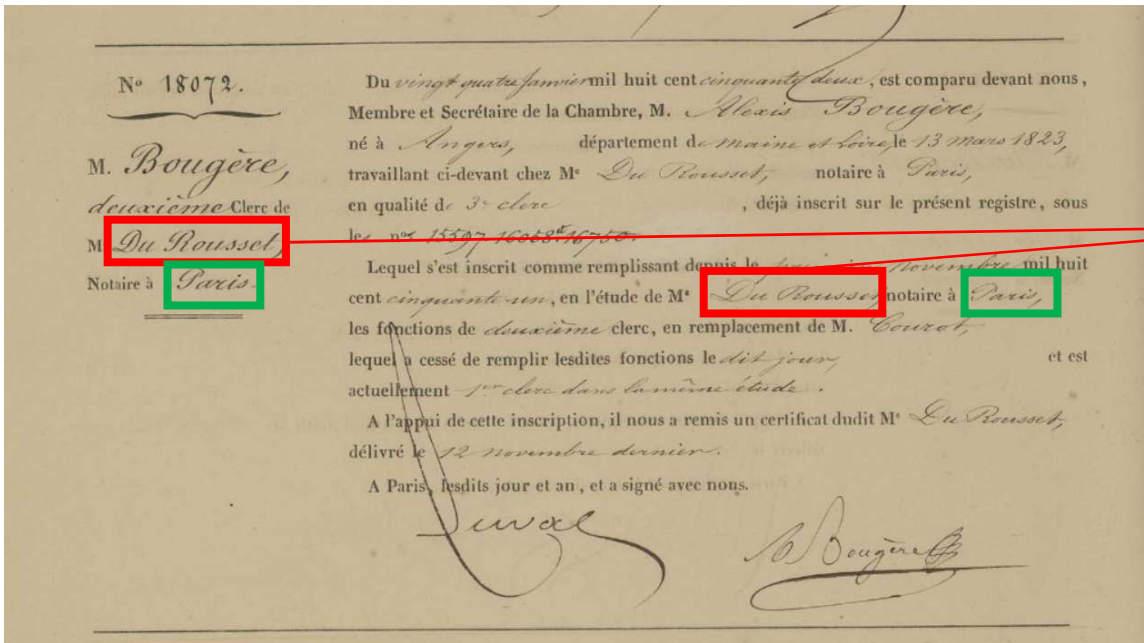 Nº 18072.
M. Bougère,
deuxième Clerc de
M Du Rousset,
Notaire à Paris.
Du vingt quatre Janvier mil huit cent cinquante deux, est comparu devant nous,
Membre et Secrétaire de la Chambre, M. Alexis Bougère,
né à Angers, département de maine et Loire, le 13 mars 1823,
travaillant ci-devant chez Me Du Rousset, notaire à Paris,
en qualité de 3e clerc , déjà inscrit sur le présent registre, sous
les nos 15597, 16058 et 16750.
Lequel s'est inscrit comme remplissant depuis le novembre mil huit
cent cinquante-un, en l'étude de Me Du Rousset, notaire à Paris,
les fonctions de deuxième clerc, en remplacement de M. Courot,
lequel a cessé de remplir lesdites fonctions le dit jour, et est
actuellement 1er clerc dans la même étude.
A l'appui de cette inscription, il nous a remis un certificat dudit Me Du Rousset,
délivré le 12 novembre dernier.
A Paris, lesdits jour et an, et a signé avec nous.
Duval
Bougère